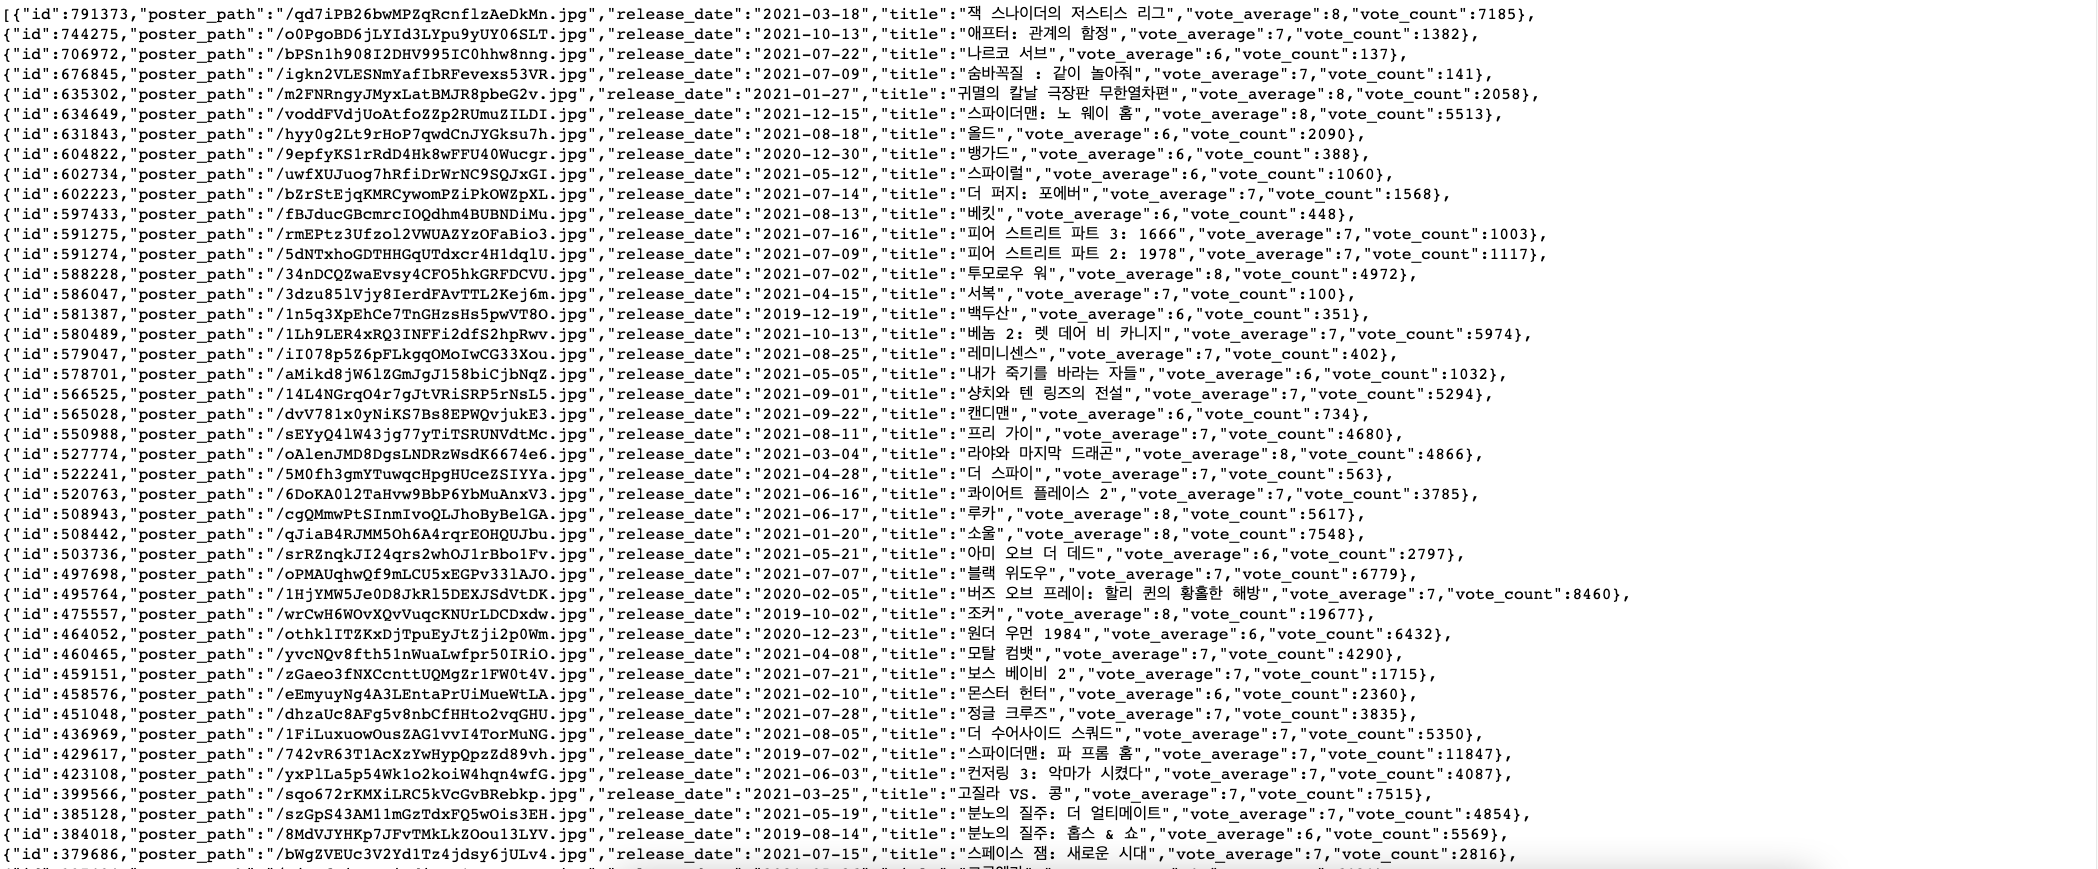 [{"id":791373,"poster_path":"/qd7iPB26bwMPZqRcnflzAeDkMn.jpg","release_date":"2021-03-18","title":"잭 스나이더의 저스티스 리그","vote_average":8,"vote_count":7185},
{"id":744275,"poster_path":"/o0PgoBD6jLYId3LYpu9yUY06SLT.jpg","release_date":"2021-10-13","title":"애프터: 관계의 함정","vote_average":7,"vote_count":1382},
{"id":706972,"poster_path":"/bPSn1h908I2DHV995IC0hhw8nng.jpg","release_date":"2021-07-22","title":"나르코 서브","vote_average":6,"vote_count":137},
{"id":676845,"poster_path":"/igkn2VLESNmYafIbRFevexs53VR.jpg","release_date":"2021-07-09","title":"숨바꼭질 : 같이 놀아줘","vote_average":7,"vote_count":141},
{"id":635302,"poster_path":"/m2FNRngyJMyxLatBMJR8pbeG2v.jpg","release_date":"2021-01-27","title":"귀멸의 칼날 극장판 무한열차편","vote_average":8,"vote_count":2058},
{"id":634649,"poster_path":"/voddFVdjUoAtfoZZp2RUmuZILDI.jpg","release_date":"2021-12-15","title":"스파이더맨: 노 웨이 홈","vote_average":8,"vote_count":5513},
{"id":631843,"poster_path":"/hyy0g2Lt9rHoP7qwdCnJYGksu7h.jpg","release_date":"2021-08-18","title":"올드","vote_average":6,"vote_count":2090},
{"id":604822,"poster_path":"/9epfyKS1rRdD4Hk8wFFU40Wucgr.jpg","release_date":"2020-12-30","title":"뱅가드","vote_average":6,"vote_count":388},
{"id":602734,"poster_path":"/uwfXUJuog7hRfiDrWrNC9SQJxGI.jpg","release_date":"2021-05-12","title":"스파이럴","vote_average":6,"vote_count":1060},
{"id":602223,"poster_path":"/bZrStEjqKMRCywomPZiPkOWZpXL.jpg","release_date":"2021-07-14","title":"더 퍼지: 포에버","vote_average":7,"vote_count":1568},
{"id":597433,"poster_path":"/fBJducGBcmrcIOQdhm4BUBNDiMu.jpg","release_date":"2021-08-13","title":"베킷","vote_average":6,"vote_count":448},
{"id":591275,"poster_path":"/rmEPtz3Ufzol2VWUAZYzOFaBio3.jpg","release_date":"2021-07-16","title":"피어 스트리트 파트 3: 1666","vote_average":7,"vote_count":1003},
{"id":591274,"poster_path":"/5dNTxhoGDTHHGqUTdxcr4H1dqlU.jpg","release_date":"2021-07-09","title":"피어 스트리트 파트 2: 1978","vote_average":7,"vote_count":1117},
{"id":588228,"poster_path":"/34nDCQZwaEvsy4CFO5hkGRFDCVU.jpg","release_date":"2021-07-02","title":"투모로우 워","vote_average":8,"vote_count":4972},
{"id":586047,"poster_path":"/3dzu85lVjy8IerdFAvTTL2Kej6m.jpg","release_date":"2021-04-15","title":"서복","vote_average":7,"vote_count":100},
{"id":581387,"poster_path":"/1n5q3XpEhCe7TnGHzsHs5pwVT8O.jpg","release_date":"2019-12-19","title":"백두산","vote_average":6,"vote_count":351},
{"id":580489,"poster_path":"/1Lh9LER4xRQ3INFFi2dfS2hpRwv.jpg","release_date":"2021-10-13","title":"베놈 2: 렛 데어 비 카니지","vote_average":7,"vote_count":5974},
{"id":579047,"poster_path":"/iI078p5Z6pFLkgqOMoIwCG33Xou.jpg","release_date":"2021-08-25","title":"레미니센스","vote_average":7,"vote_count":402},
{"id":578701,"poster_path":"/aMikd8jW6lZGmJgJ158biCjbNqZ.jpg","release_date":"2021-05-05","title":"내가 죽기를 바라는 자들","vote_average":6,"vote_count":1032},
{"id":566525,"poster_path":"/14L4NGrqO4r7gJtVRiSRP5rNsL5.jpg","release_date":"2021-09-01","title":"샹치와 텐 링즈의 전설","vote_average":7,"vote_count":5294},
{"id":565028,"poster_path":"/dvV781x0yNiKS7Bs8EPWQvjukE3.jpg","release_date":"2021-09-22","title":"캔디맨","vote_average":6,"vote_count":734},
{"id":550988,"poster_path":"/sEYyQ4lW43jg77yTiTSRUNVdtMc.jpg","release_date":"2021-08-11","title":"프리 가이","vote_average":7,"vote_count":4680},
{"id":527774,"poster_path":"/oAlenJMD8DgsLNDRzWsdK6674e6.jpg","release_date":"2021-03-04","title":"라야와 마지막 드래곤","vote_average":8,"vote_count":4866},
{"id":522241,"poster_path":"/5M0fh3gmYTuwqcHpgHUceZSIYYa.jpg","release_date":"2021-04-28","title":"더 스파이","vote_average":7,"vote_count":563},
{"id":520763,"poster_path":"/6DoKA0l2TaHvw9BbP6YbMuAnxV3.jpg","release_date":"2021-06-16","title":"콰이어트 플레이스 2","vote_average":7,"vote_count":3785},
{"id":508943,"poster_path":"/cgQMmwPtSInmIvoQLJhoByBelGA.jpg","release_date":"2021-06-17","title":"루카","vote_average":8,"vote_count":5617},
{"id":508442,"poster_path":"/qJiaB4RJMM5Oh6A4rqrEOHQUJbu.jpg","release_date":"2021-01-20","title":"소울","vote_average":8,"vote_count":7548},
{"id":503736,"poster_path":"/srRZnqkJI24qrs2whOJ1rBbo1Fv.jpg","release_date":"2021-05-21","title":"아미 오브 더 데드","vote_average":6,"vote_count":2797},
{"id":497698,"poster_path":"/oPMAUqhwQf9mLCU5xEGPv33lAJO.jpg","release_date":"2021-07-07","title":"블랙 위도우","vote_average":7,"vote_count":6779},
{"id":495764,"poster_path":"/1HjYMW5Je0D8JkRl5DEXJSdVtDK.jpg","release_date":"2020-02-05","title":"버즈 오브 프레이: 할리 퀸의 황홀한 해방","vote_average":7,"vote_count":8460},
{"id":475557,"poster_path":"/wrCwH6WOvXQvVuqcKNUrLDCDxdw.jpg","release_date":"2019-10-02","title":"조커","vote_average":8,"vote_count":19677},
{"id":464052,"poster_path":"/othklITZKxDjTpuEyJtZji2p0Wm.jpg","release_date":"2020-12-23","title":"원더 우먼 1984","vote_average":6,"vote_count":6432},
{"id":460465,"poster_path":"/yvcNQv8fth51nWuaLwfpr50IRiO.jpg","release_date":"2021-04-08","title":"모탈 컴뱃","vote_average":7,"vote_count":4290},
{"id":459151,"poster_path":"/zGaeo3fNXCcnttUQMgZr1FW0t4V.jpg","release_date":"2021-07-21","title":"보스 베이비 2","vote_average":7,"vote_count":1715},
{"id":458576,"poster_path":"/eEmyuyNg4A3LEntaPrUiMueWtLA.jpg","release_date":"2021-02-10","title":"몬스터 헌터","vote_average":6,"vote_count":2360},
{"id":451048,"poster_path":"/dhzaUc8AFg5v8nbCfHHto2vqGHU.jpg","release_date":"2021-07-28","title":"정글 크루즈","vote_average":7,"vote_count":3835},
{"id":436969,"poster_path":"/1FiLuxuowOusZAG1vvI4TorMuNG.jpg","release_date":"2021-08-05","title":"더 수어사이드 스쿼드","vote_average":7,"vote_count":5350},
{"id":429617,"poster_path":"/742vR63TlAcXzYwHypQpzZd89vh.jpg","release_date":"2019-07-02","title":"스파이더맨: 파 프롬 홈","vote_average":7,"vote_count":11847},
{"id":423108,"poster_path":"/yxPlLa5p54Wk1o2koiW4hqn4wfG.jpg","release_date":"2021-06-03","title":"컨저링 3: 악마가 시켰다","vote_average":7,"vote_count":4087},
{"id":399566,"poster_path":"/sqo672rKMXiLRC5kVcGvBRebkp.jpg","release_date":"2021-03-25","title":"고질라 VS. 콩","vote_average":7,"vote_count":7515},
{"id":385128,"poster_path":"/szGpS43AM1lmGzTdxFQ5wOis3EH.jpg","release_date":"2021-05-19","title":"분노의 질주: 더 얼티메이트","vote_average":7,"vote_count":4854},
{"id":384018,"poster_path":"/8MdVJYHKp7JFvTMkLkZOou13LYV.jpg","release_date":"2019-08-14","title":"분노의 질주: 홉스 & 쇼","vote_average":6,"vote_count":5569},
{"id":379686,"poster_path":"/bWgZVEUc3V2Yd1Tz4jdsy6jULv4.jpg","release_date":"2021-07-15","title":"스페이스 잼: 새로운 시대","vote_average":7,"vote_count":2816},